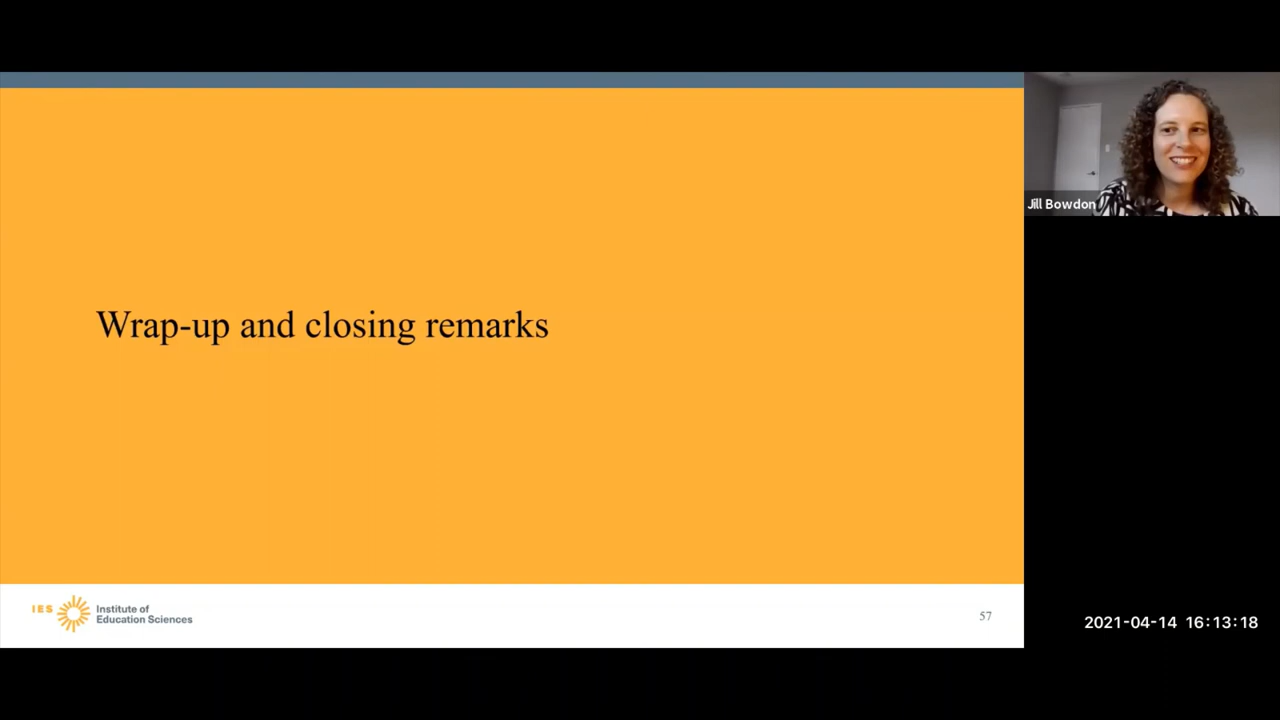 Wrap-up and closing remarks
Jill Bowdon
IES
Institute of
Education Sciences
57
2021-04-14 16:13:18